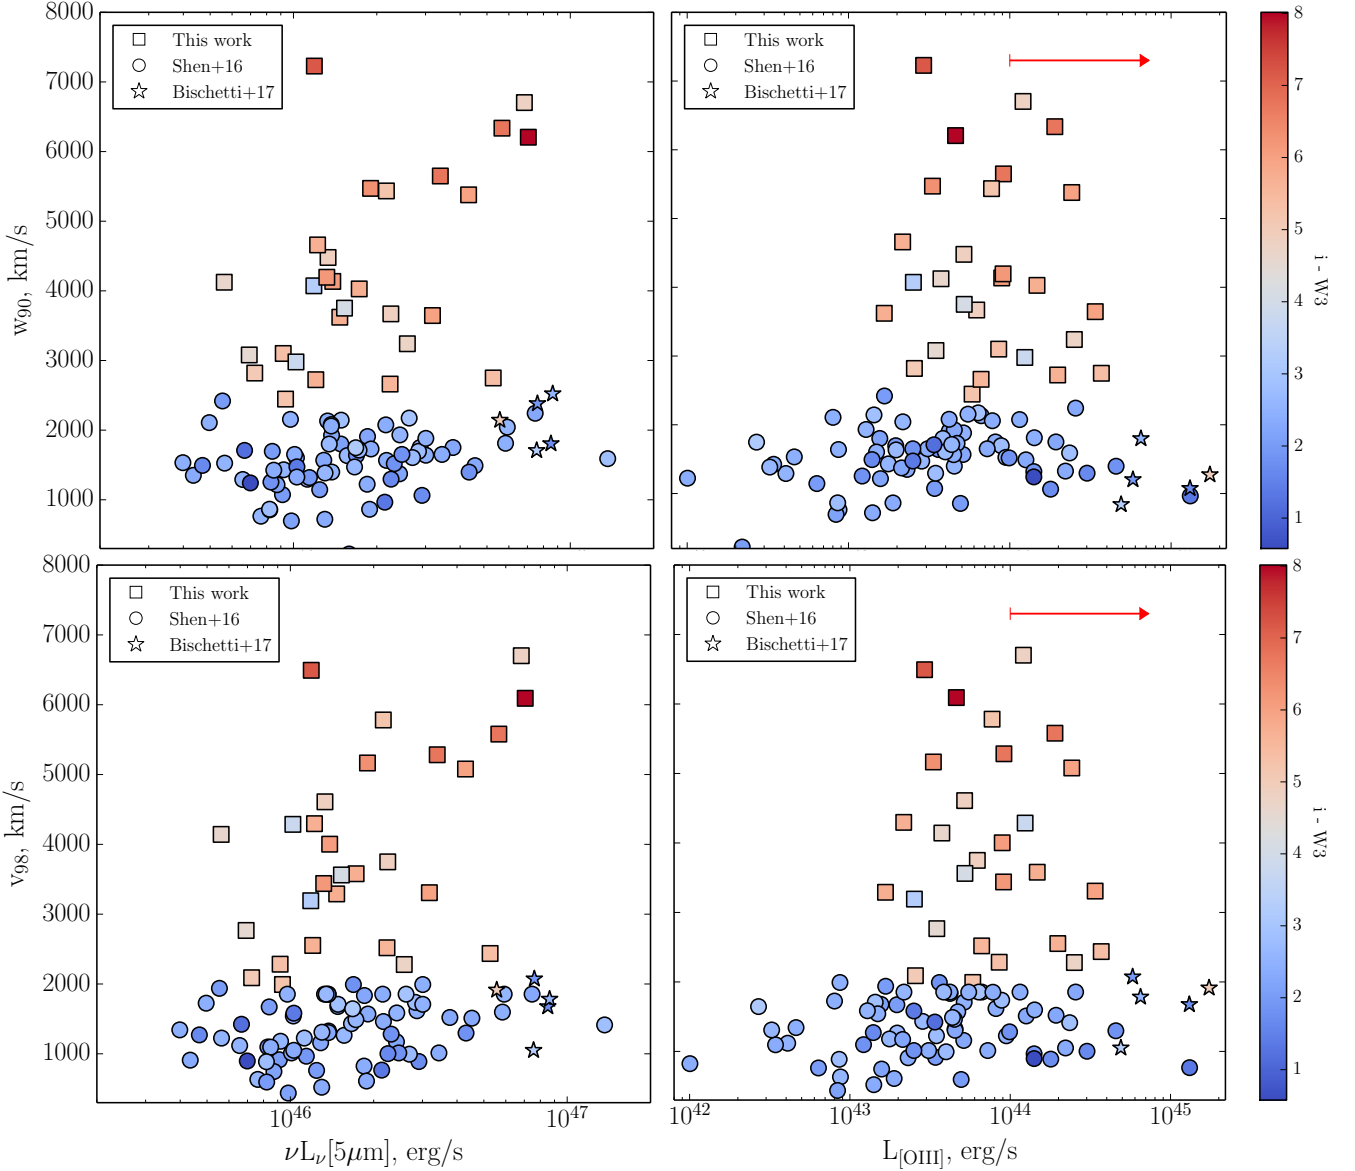 8000
7000
6000
5000
4000
3000
2000
1000
w90, km/s
This work
Shen+16
Bischetti+17
This work
Shen+16
Bischetti+17
8
7
6
5
4
3
2
1
i - W3
8000
7000
6000
5000
4000
3000
2000
1000
v98, km/s
This work
Shen+16
Bischetti+17
10^46
10^47
νLν[5μm], erg/s
This work
Shen+16
Bischetti+17
10^42
10^43
10^44
10^45
L[OIII], erg/s
8
7
6
5
4
3
2
1
i - W3